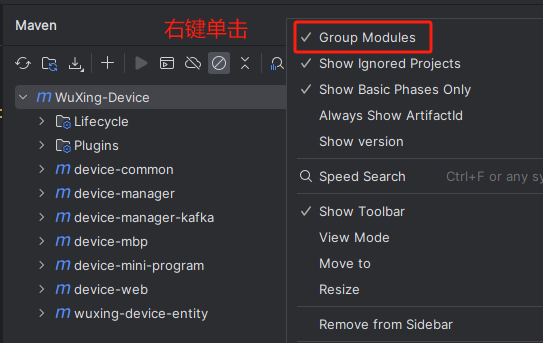 Maven
右键单击
WuXing-Device
Lifecycle
Plugins
device-common
device-manager
device-manager-kafka
device-mbp
device-mini-program
device-web
wuxing-device-entity
Group Modules
Show Ignored Projects
Show Basic Phases Only
Always Show ArtifactId
Show version
Speed Search Ctrl+F or any sy
Show Toolbar
View Mode
Move to
Resize
Remove from Sidebar